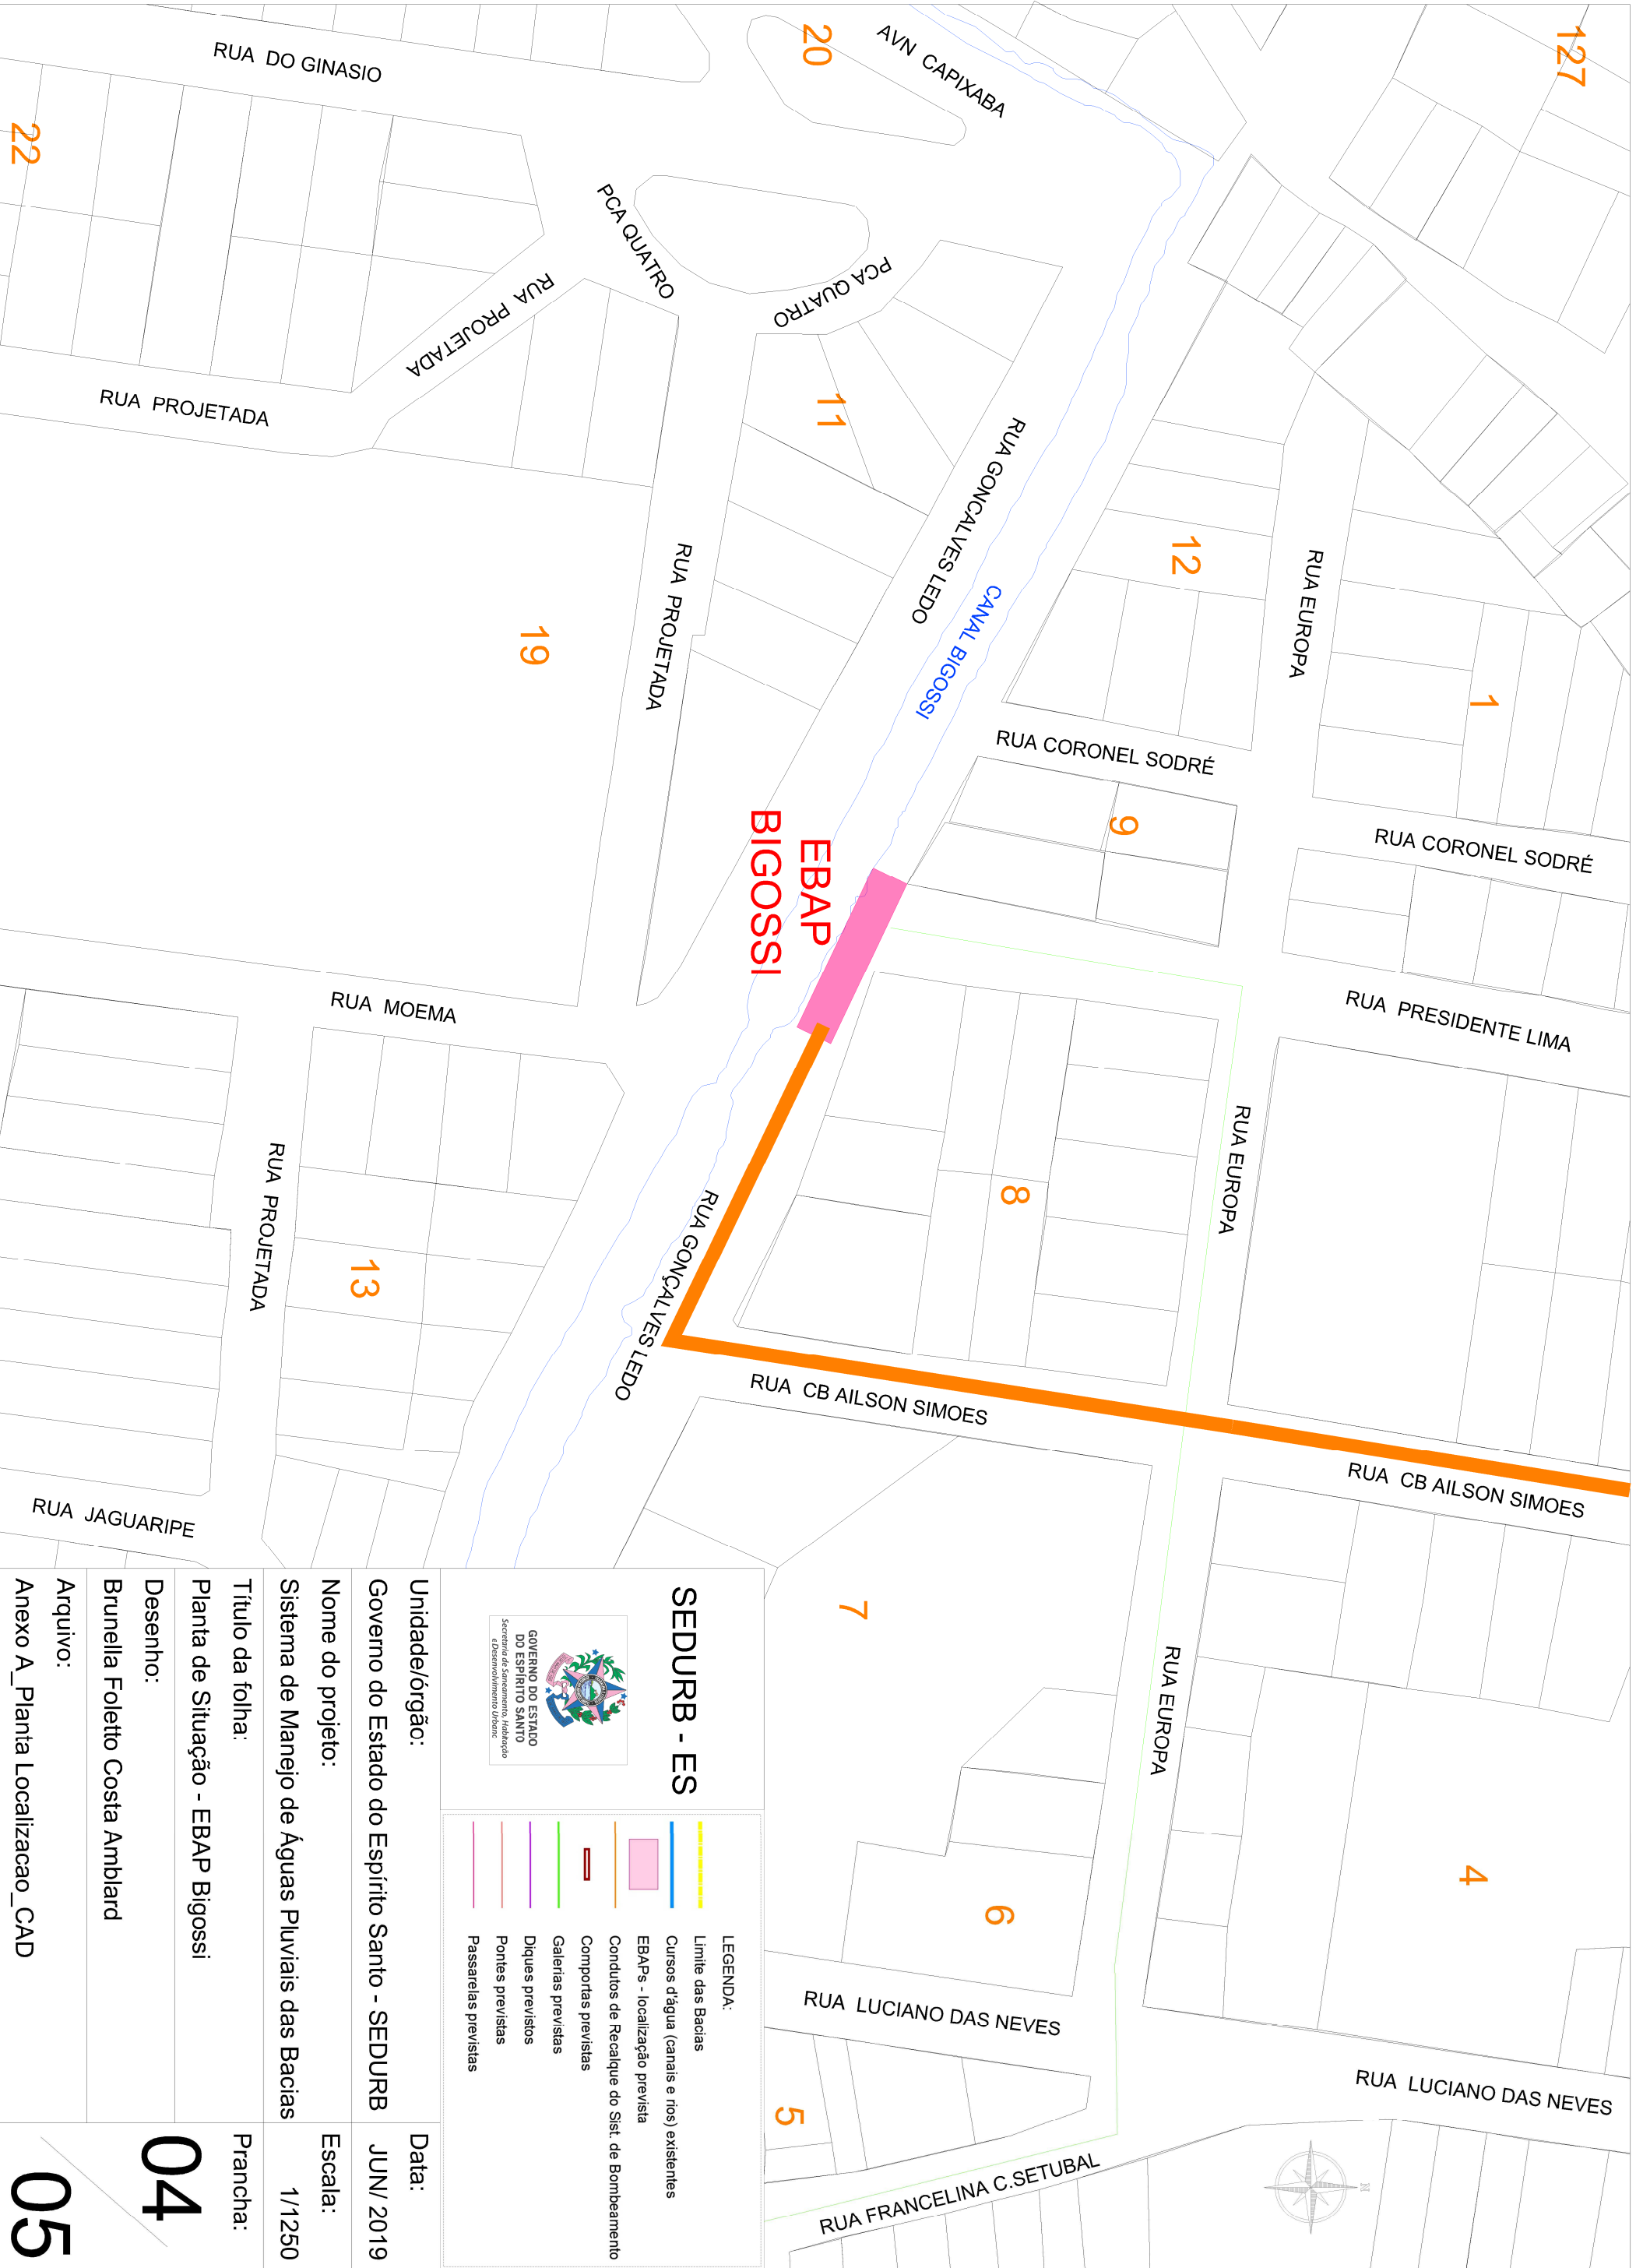 127
AVN CAPIXABA
20
RUA DO GINASIO
22
PCA QUATRO
PCA QUATRO
RUA PROJETADA
RUA PROJETADA
11
RUA GONCALVES LEDO
12
RUA EUROPA
1
CANAL BIGOSSI
RUA PROJETADA
19
RUA CORONEL SODRÉ
RUA CORONEL SODRÉ
9
EBAP
BIGOSSI
RUA PRESIDENTE LIMA
RUA MOEMA
RUA EUROPA
8
RUA PROJETADA
13
RUA GONÇALVES LEDO
RUA CB AILSON SIMOES
RUA CB AILSON SIMOES
RUA JAGUARIPE
7
RUA EUROPA
4
6
RUA LUCIANO DAS NEVES
RUA LUCIANO DAS NEVES
5
RUA FRANCELINA C.SETUBAL
N
SEDURB - ES
GOVERNO DO ESTADO
DO ESPÍRITO SANTO
Secretaria de Saneamento, Habitação
e Desenvolvimento Urbano
LEGENDA:
Limite das Bacias
Cursos d'água (canais e rios) existentes
EBAPs - localização prevista
Condutos de Recalque do Sist. de Bombeamento
Comportas previstas
Galerias previstas
Diques previstos
Pontes previstas
Passarelas previstas
Unidade/órgão:
Governo do Estado do Espírito Santo - SEDURB
Data:
JUN/ 2019
Nome do projeto:
Sistema de Manejo de Águas Pluviais das Bacias
Escala:
1/1250
Título da folha:
Planta de Situação - EBAP Bigossi
Prancha:
04
05
Desenho:
Brunella Foletto Costa Amblard
Arquivo:
Anexo A_Planta Localizacao_CAD